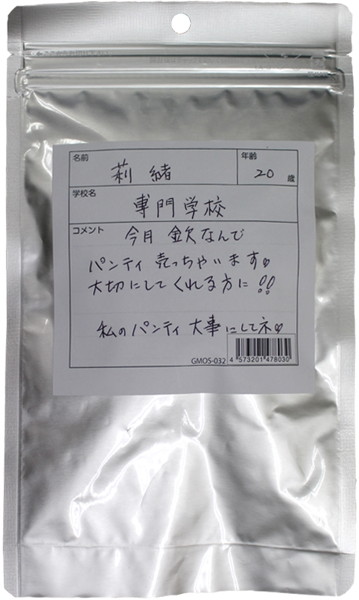 名前
莉緒
年齢
20 歳
学校名
専門学校
コメント
今月 金欠なんで
パンティ 売っちゃいます♡
大切にしてくれる方に!!
私のパンティ 大事にしてネ♡
GMOS-032
4 573201 478030